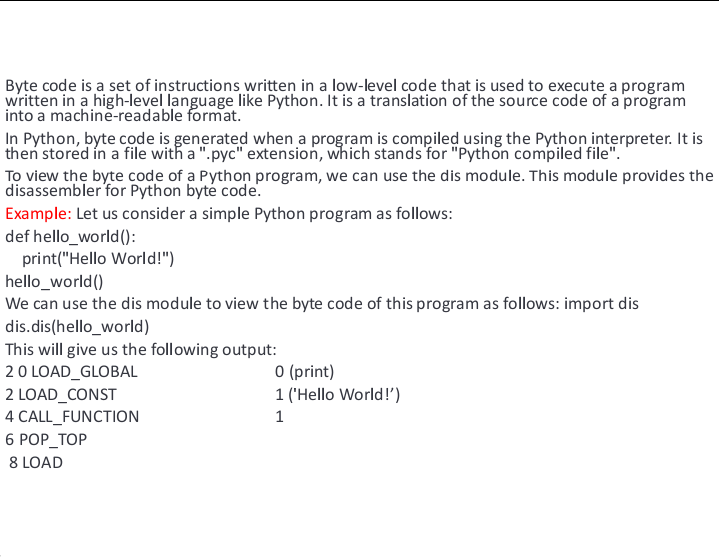 Byte code is a set of instructions written in a low-level code that is used to execute a program
written in a high-level language like Python. It is a translation of the source code of a program
into a machine-readable format.
In Python, byte code is generated when a program is compiled using the Python interpreter. It is
then stored in a file with a ".pyc" extension, which stands for "Python compiled file".
To view the byte code of a Python program, we can use the dis module. This module provides the
disassembler for Python byte code.
Example: Let us consider a simple Python program as follows:
def hello_world():
    print("Hello World!")
hello_world()
We can use the dis module to view the byte code of this program as follows: import dis
dis.dis(hello_world)
This will give us the following output:
2 0 LOAD_GLOBAL 0 (print)
2 LOAD_CONST 1 ('Hello World!’)
4 CALL_FUNCTION 1
6 POP_TOP
8 LOAD